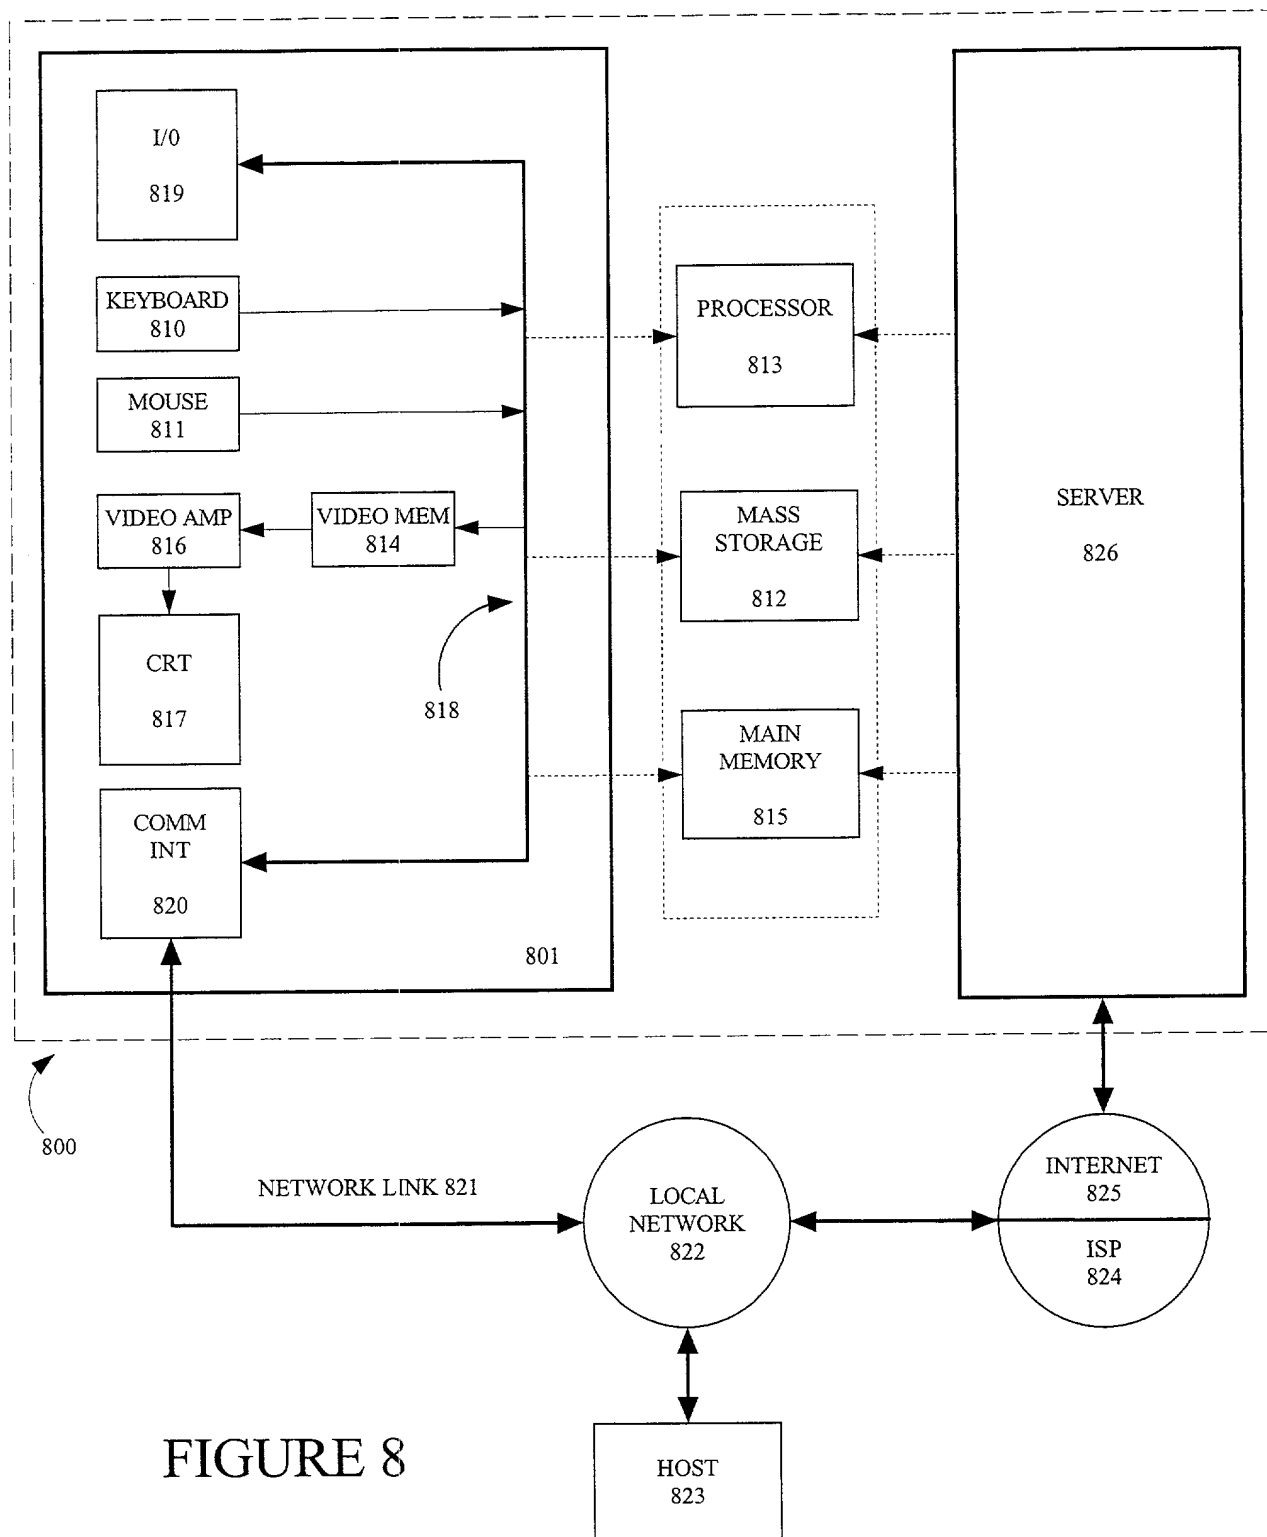 I/0
819
KEYBOARD
810
MOUSE
811
VIDEO AMP
816
VIDEO MEM
814
CRT
817
818
COMM
INT
820
801
PROCESSOR
813
MASS
STORAGE
812
MAIN
MEMORY
815
SERVER
826
800
NETWORK LINK 821
LOCAL
NETWORK
822
INTERNET
825
ISP
824
HOST
823
FIGURE 8